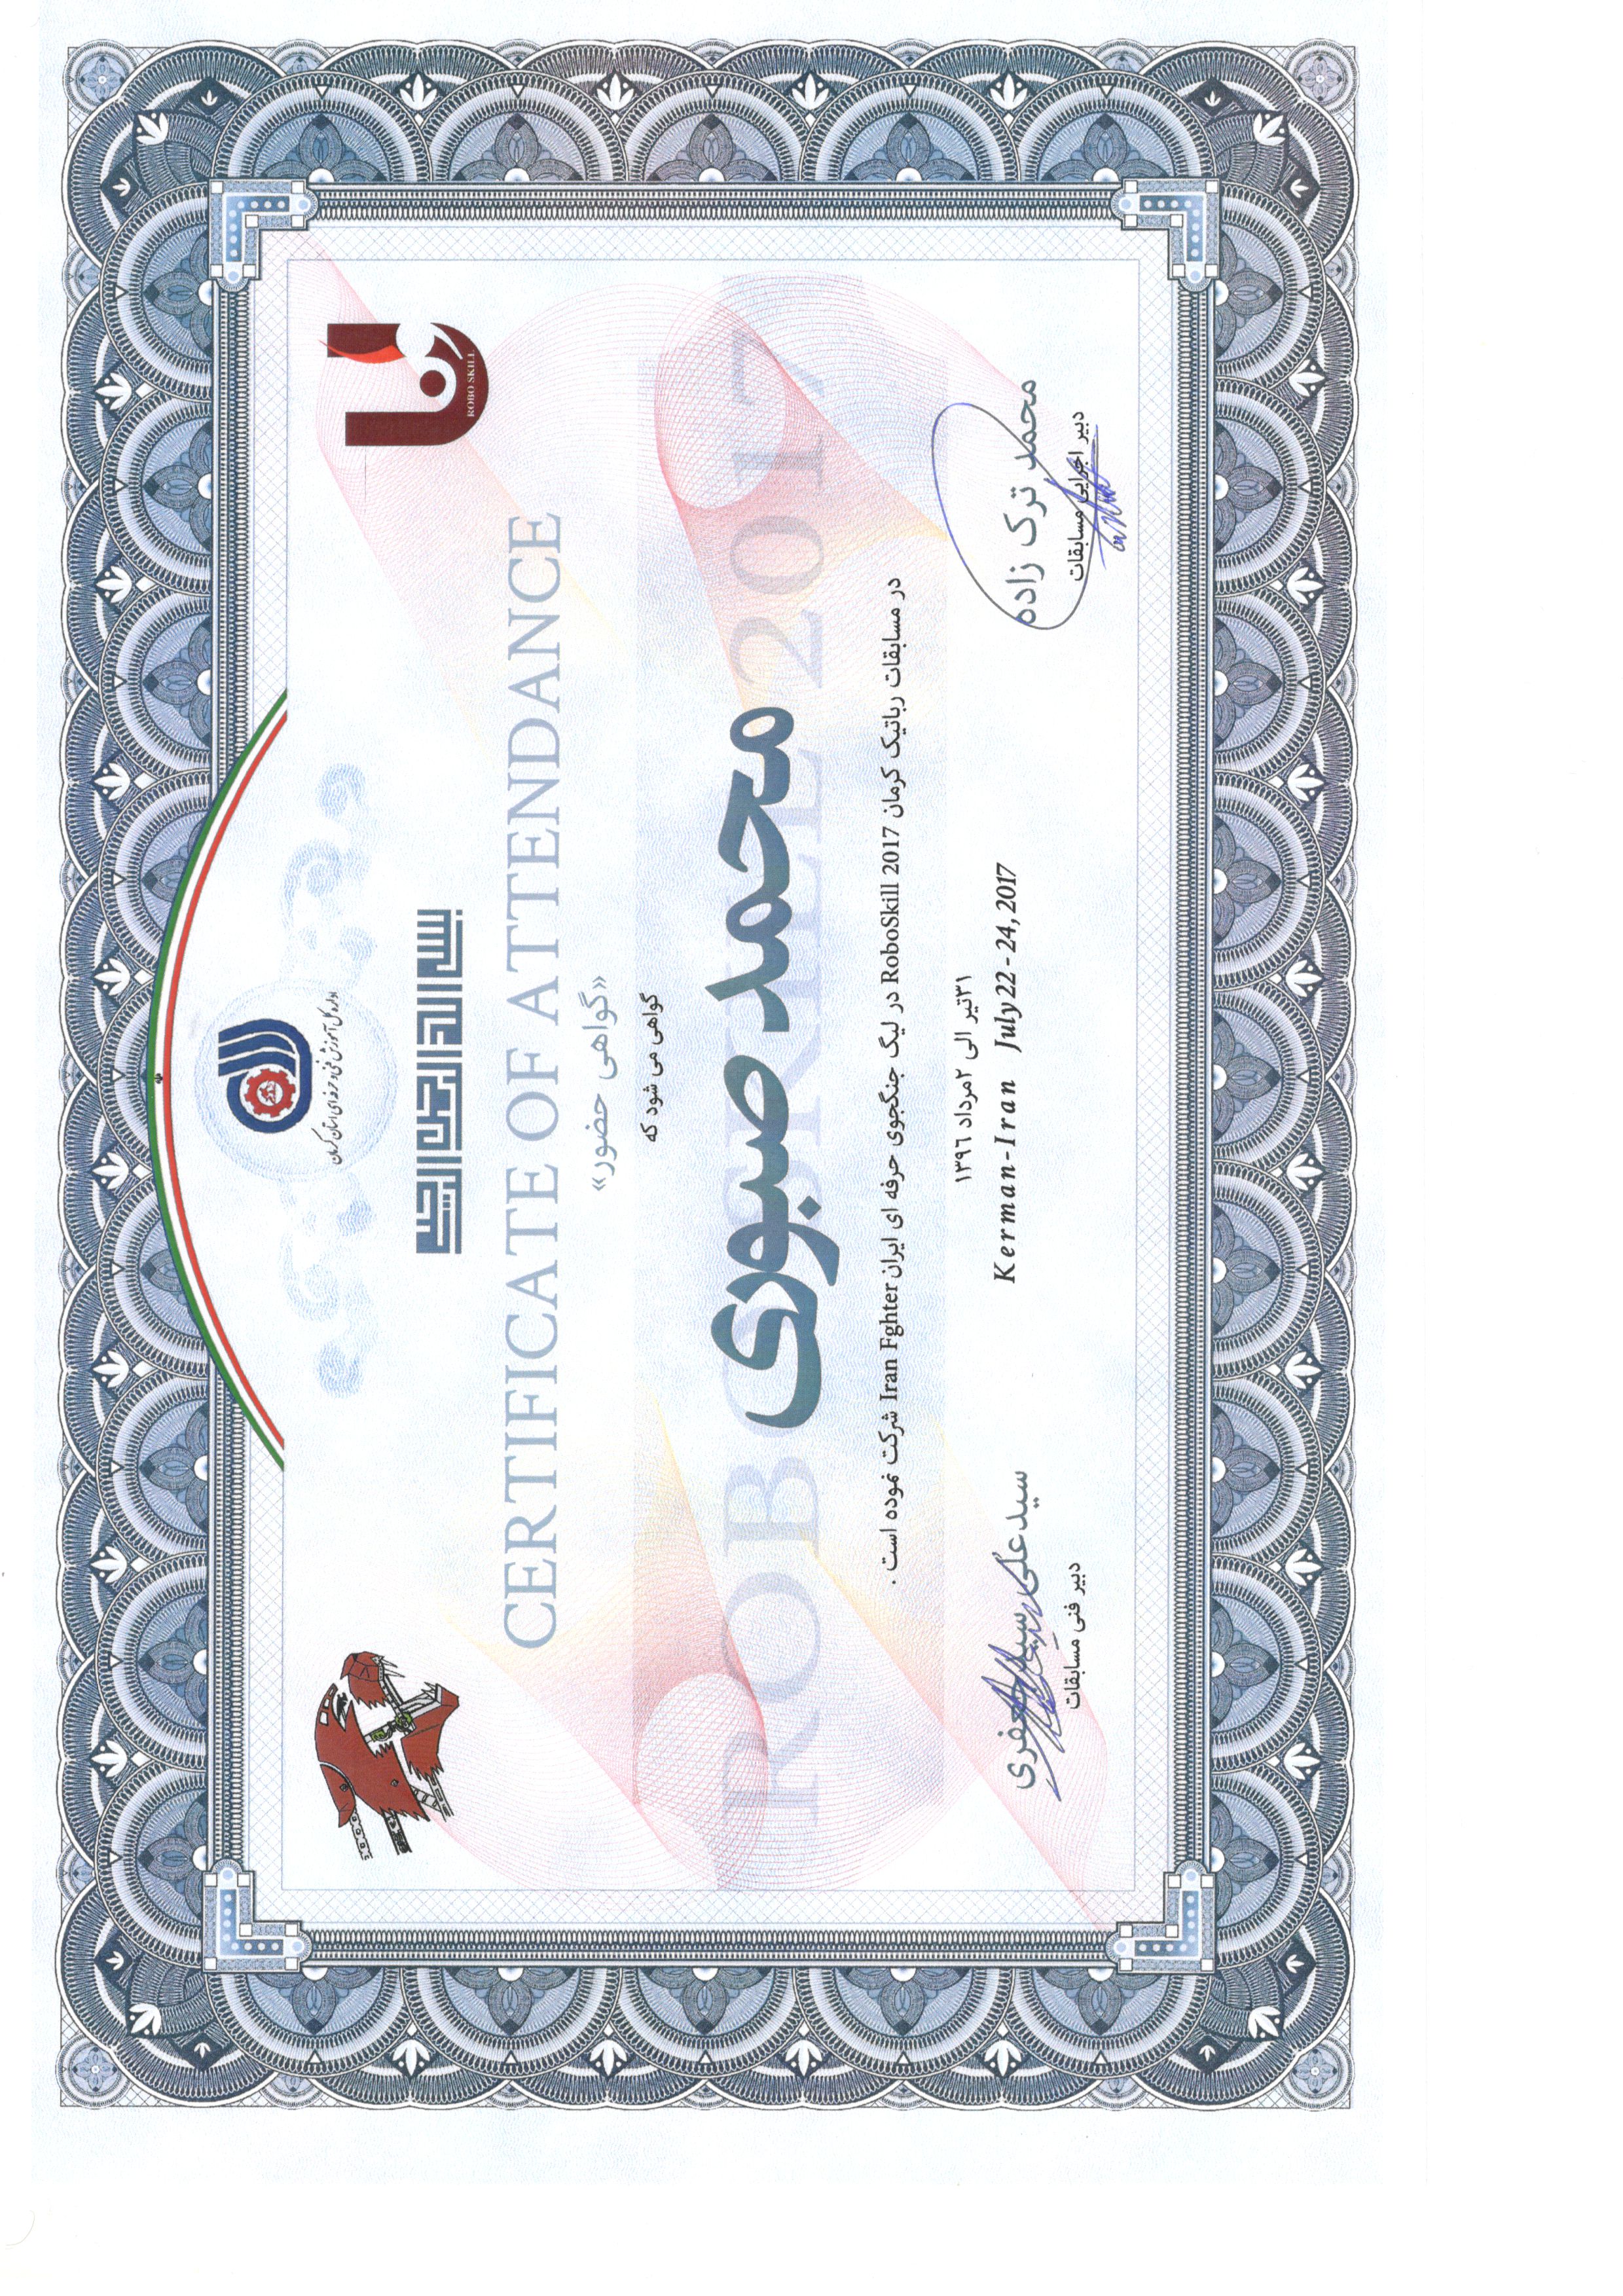 اداره کل آموزش فنی و حرفه ای استان کرمان
بسم الله الرحمن الرحیم
ROBO SKILL
CERTIFICATE OF ATTENDANCE
«گواهی حضور»
گواهی می شود که
ROBO SKILL 2017
محمد صبوری
در مسابقات رباتیک کرمان RoboSkill 2017 در لیگ جنگجوی حرفه ای ایران Iran Fghter شرکت نموده است .
۳۱تیر الی ۲مرداد ۱۳۹۶
Kerman-Iran July 22 - 24, 2017
محمد ترک زاده
دبیر اجرایی مسابقات
سیدعلی سیدجعفری
دبیر فنی مسابقات